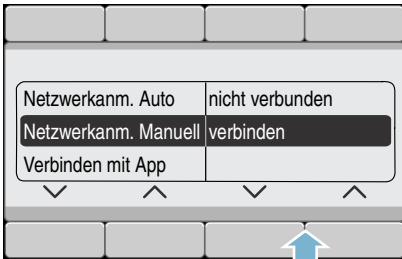 Netzwerkanm. Auto nicht verbunden
Netzwerkanm. Manuell verbinden
Verbinden mit App